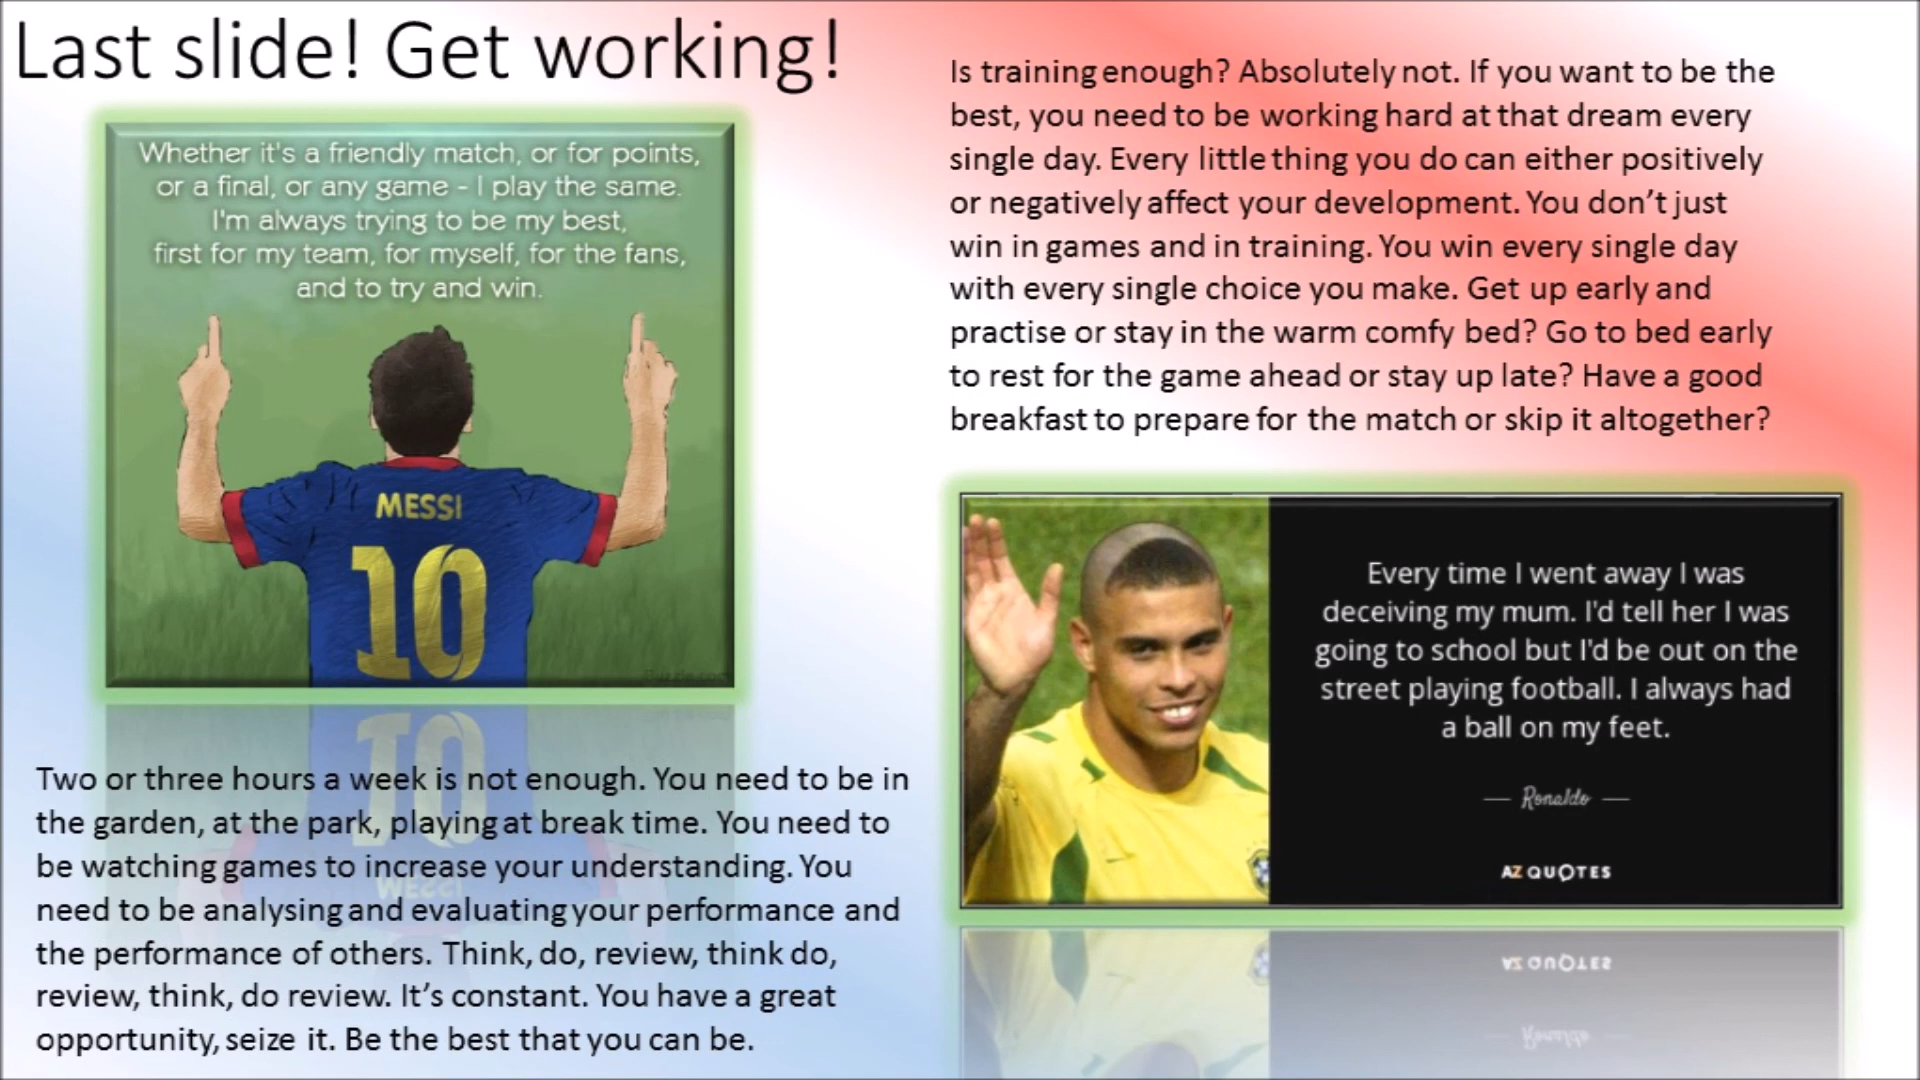 Last slide! Get working!
Whether it's a friendly match, or for points,
or a final, or any game - I play the same.
I'm always trying to be my best,
first for my team, for myself, for the fans,
and to try and win.
MESSI
10
Two or three hours a week is not enough. You need to be in
the garden, at the park, playing at break time. You need to
be watching games to increase your understanding. You
need to be analysing and evaluating your performance and
the performance of others. Think, do, review, think do,
review, think, do review. It’s constant. You have a great
opportunity, seize it. Be the best that you can be.
Is training enough? Absolutely not. If you want to be the
best, you need to be working hard at that dream every
single day. Every little thing you do can either positively
or negatively affect your development. You don’t just
win in games and in training. You win every single day
with every single choice you make. Get up early and
practise or stay in the warm comfy bed? Go to bed early
to rest for the game ahead or stay up late? Have a good
breakfast to prepare for the match or skip it altogether?
Every time I went away I was
deceiving my mum. I'd tell her I was
going to school but I'd be out on the
street playing football. I always had
a ball on my feet.
— Ronaldo —
AZ QUOTES